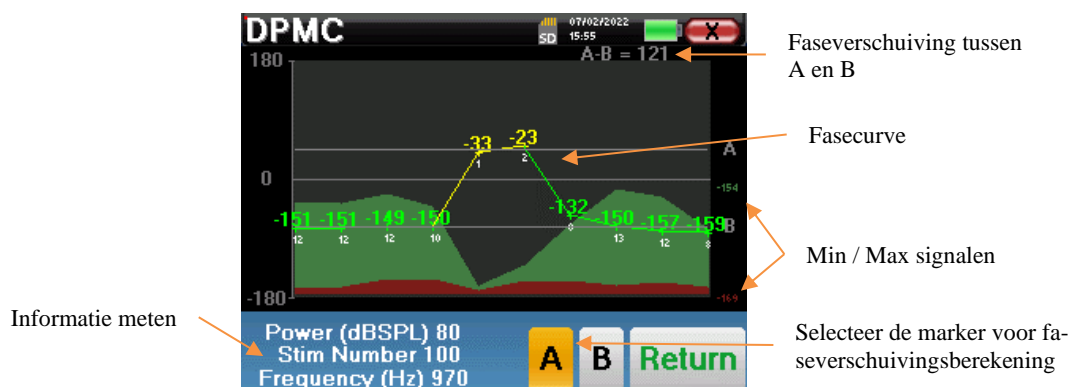 DPMC
SD
07/02/2022
15:55
X
Faseverschuiving tussen
A en B
180
A-B = 121
-33
-23
1
2
Fasecurve
A
0
-154
-151
-151
-149
-150
-132
-150
-157
-159
B
12
12
12
10
13
12
8
Min / Max signalen
-180
-169
Informatie meten
Power (dBSPL) 80
Stim Number 100
Frequency (Hz) 970
A
B
Return
Selecteer de marker voor fa-
severschuivingsberekening